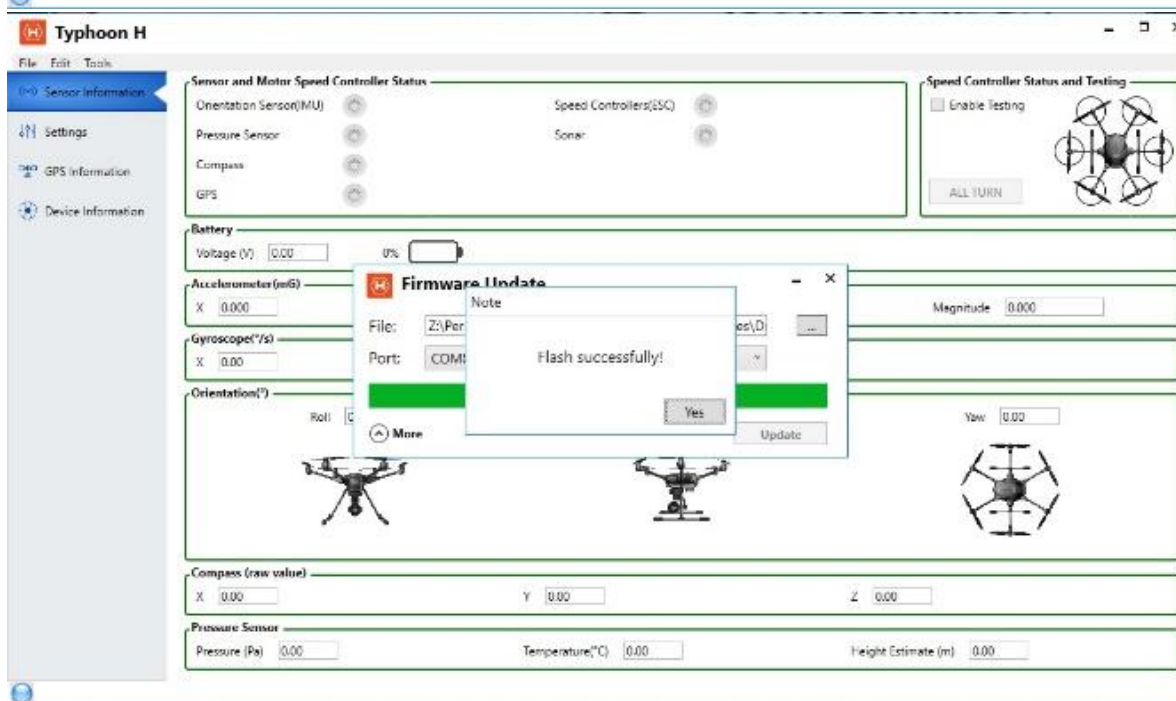 Typhoon H
File Edit Tools
Sensor Information
Settings
GPS Information
Device Information
Sensor and Motor Speed Controller Status
Orientation Sensor(IMU) Speed Controllers(ESC)
Pressure Sensor Sonar
Compass
GPS
Speed Controller Status and Testing
Enable Testing
ALL TURN
Battery
Voltage (V) 0.00 0%
Accelerometer(mG)
X 0.000 Magnitude 0.000
Gyroscope(°/s)
X 0.00
Orientation(°)
Roll Yaw 0.00
Firmware Update
File: Z:\Per es\D ...
Port:
More Update
Note
Flash successfully!
Yes
Compass (raw value)
X 0.00 Y 0.00 Z 0.00
Pressure Sensor
Pressure (Pa) 0.00 Temperature(°C) 0.00 Height Estimate (m) 0.00